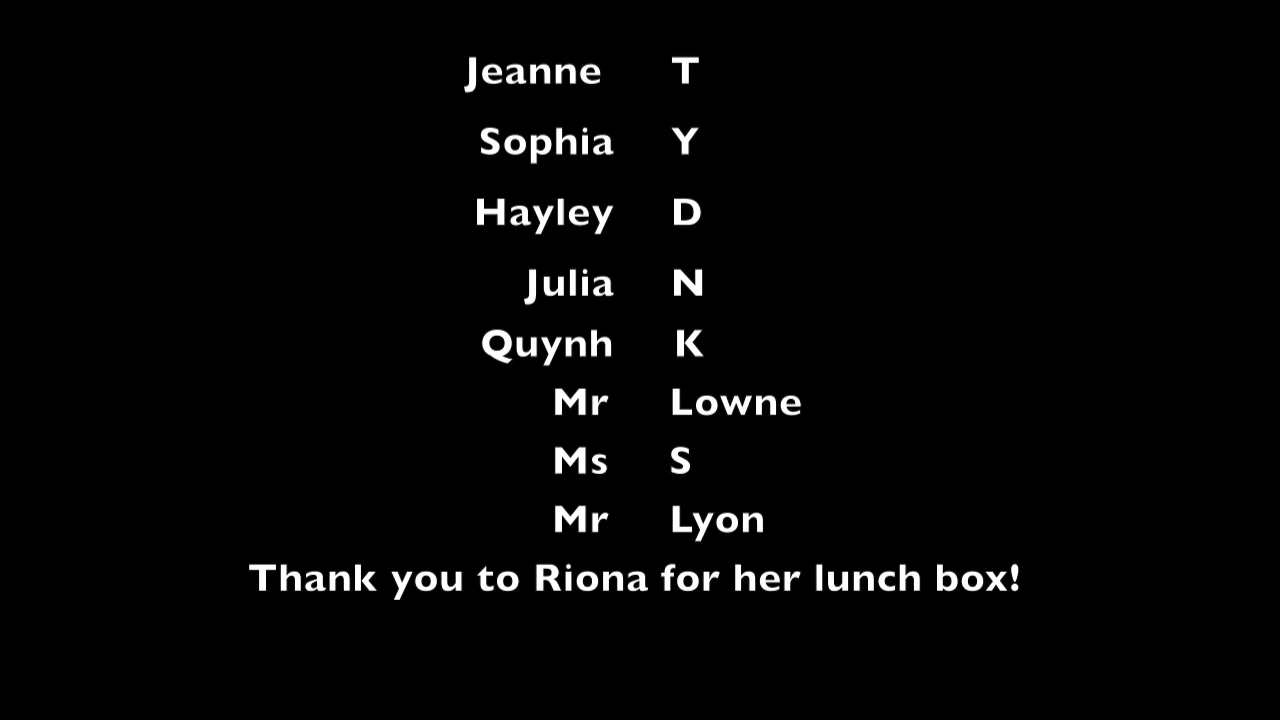 Jeanne T
Sophia Y
Hayley D
Julia N
Quynh K
Mr Lowne
Ms S
Mr Lyon
Thank you to Riona for her lunch box!